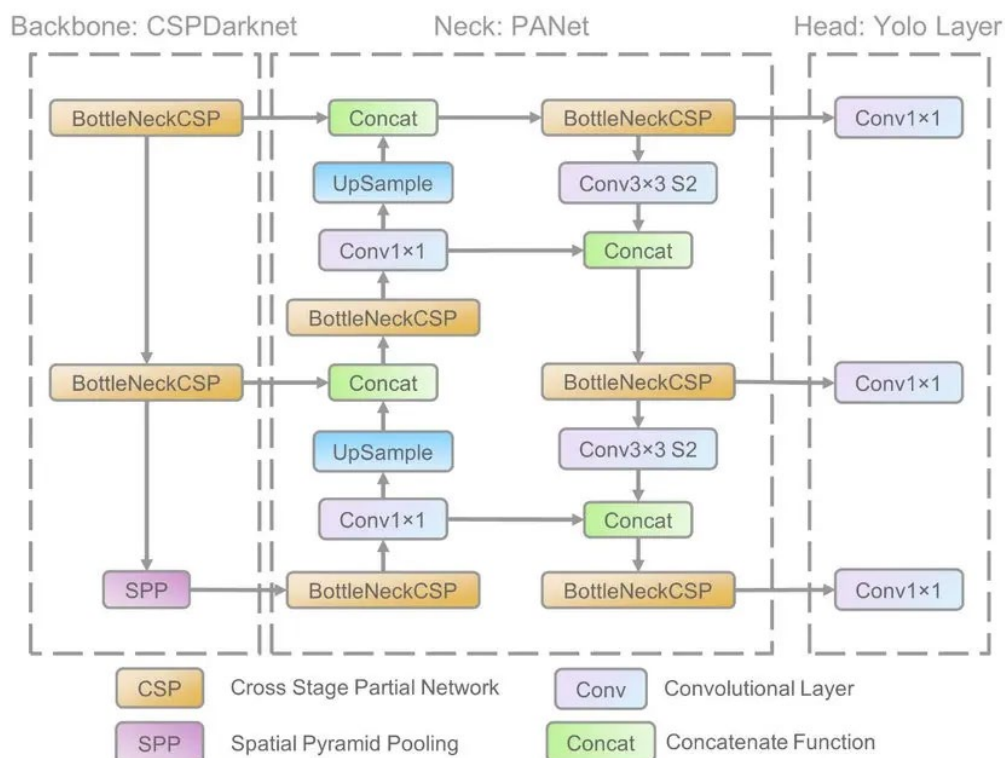 Backbone: CSPDarknet Neck: PANet Head: Yolo Layer
BottleNeckCSP Concat BottleNeckCSP Conv1×1
UpSample Conv3×3 S2
Conv1×1 Concat
BottleNeckCSP
BottleNeckCSP Concat BottleNeckCSP Conv1×1
UpSample Conv3×3 S2
Conv1×1 Concat
SPP BottleNeckCSP BottleNeckCSP Conv1×1
CSP Cross Stage Partial Network Conv Convolutional Layer
SPP Spatial Pyramid Pooling Concat Concatenate Function